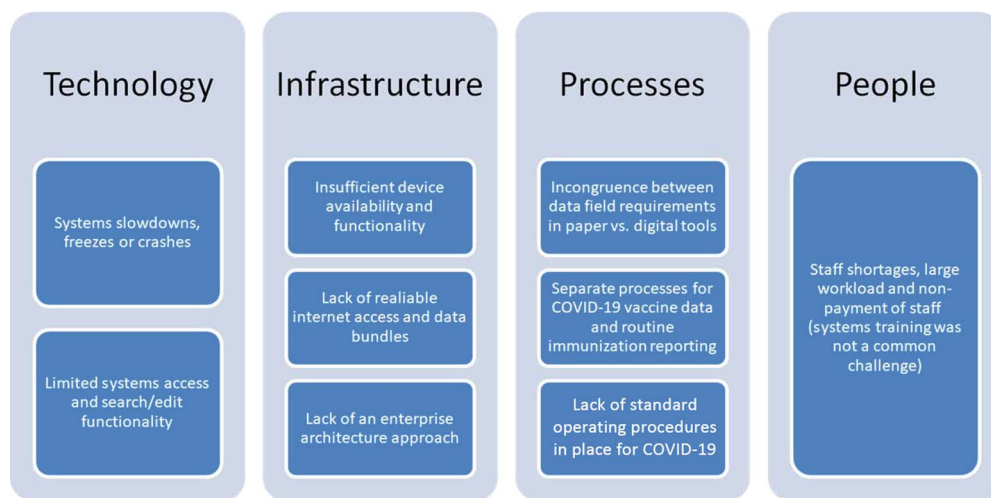 Technology
Systems slowdowns,
freezes or crashes
Limited systems access
and search/edit
functionality
Infrastructure
Insufficient device
availability and
functionality
Lack of realiable
internet access and data
bundles
Lack of an enterprise
architecture approach
Processes
Incongruence between
data field requirements
in paper vs. digital tools
Separate processes for
COVID-19 vaccine data
and routine
immunization reporting
Lack of standard
operating procedures
in place for COVID-19
People
Staff shortages, large
workload and non-
payment of staff
(systems training was
not a common
challenge)